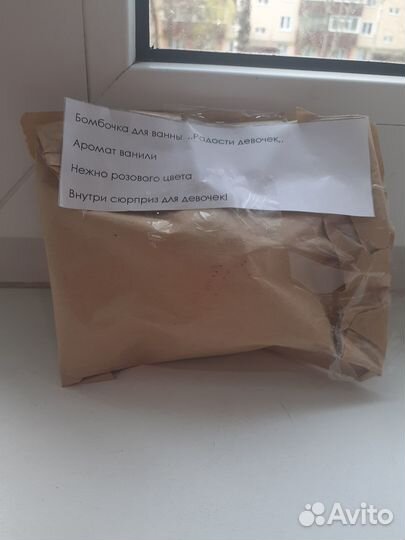 Бомбочка для ванны ,,Радости девочек,,
Аромат ванили
Нежно розового цвета
Внутри сюрприз для девочек!
Avito